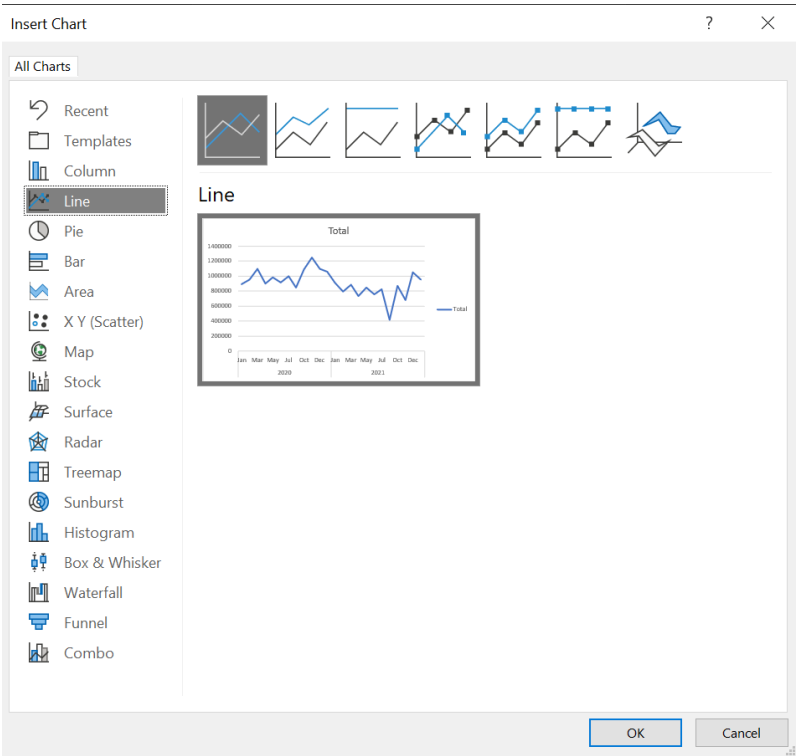 Insert Chart
?
All Charts
Recent
Templates
Column
Line
Pie
Bar
Area
X Y (Scatter)
Map
Stock
Surface
Radar
Treemap
Sunburst
Histogram
Box & Whisker
Waterfall
Funnel
Combo
Line
Total
1400000
1200000
1000000
800000
600000
400000
200000
0
Jan Mar May Jul Oct Dec Jan Mar May Jul Oct Dec
2020 2021
Total
OK Cancel